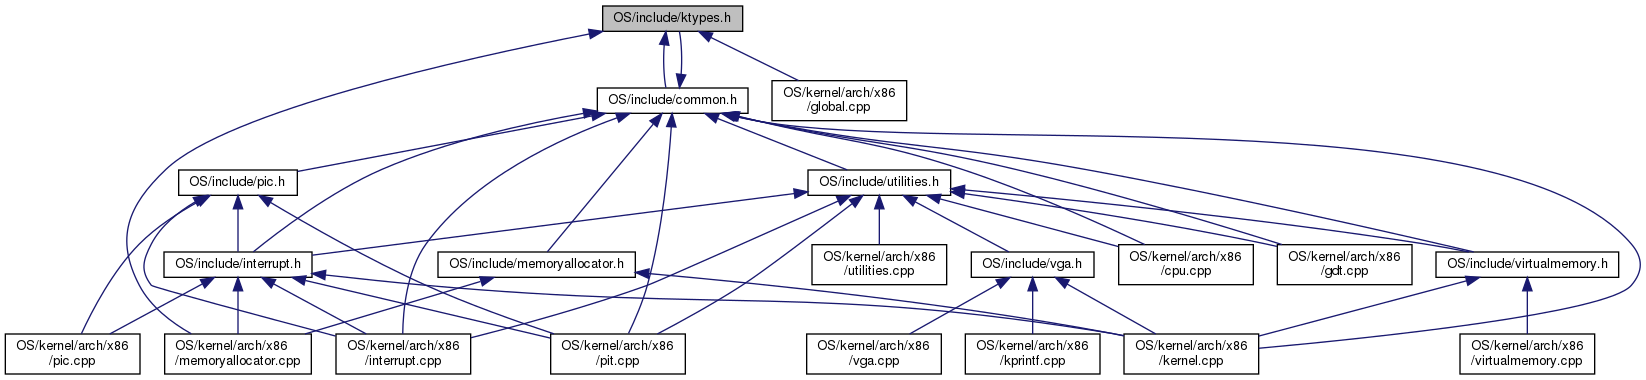 OS/include/ktypes.h
OS/include/common.h
OS/kernel/arch/x86
/global.cpp
OS/include/pic.h
OS/include/utilities.h
OS/include/interrupt.h
OS/include/memoryallocator.h
OS/kernel/arch/x86
/utilities.cpp
OS/include/vga.h
OS/kernel/arch/x86
/cpu.cpp
OS/kernel/arch/x86
/gdt.cpp
OS/include/virtualmemory.h
OS/kernel/arch/x86
/pic.cpp
OS/kernel/arch/x86
/memoryallocator.cpp
OS/kernel/arch/x86
/interrupt.cpp
OS/kernel/arch/x86
/pit.cpp
OS/kernel/arch/x86
/vga.cpp
OS/kernel/arch/x86
/kprintf.cpp
OS/kernel/arch/x86
/kernel.cpp
OS/kernel/arch/x86
/virtualmemory.cpp